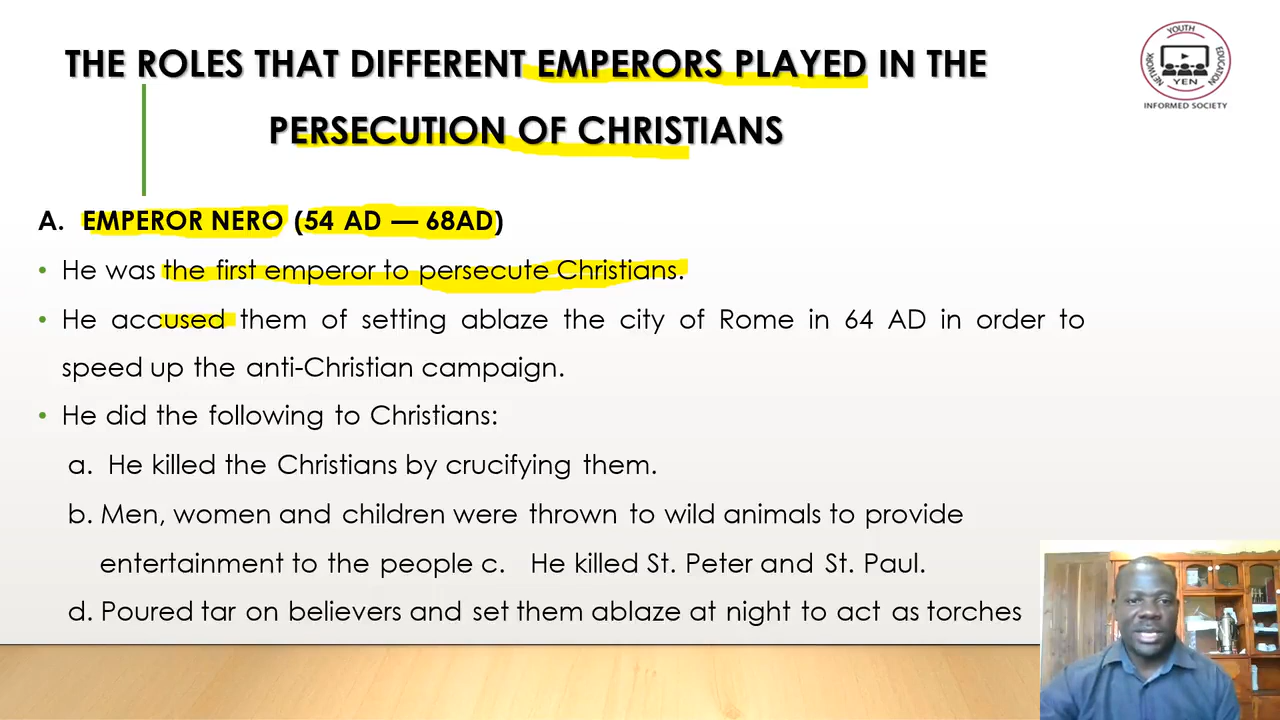 THE ROLES THAT DIFFERENT EMPERORS PLAYED IN THE
PERSECUTION OF CHRISTIANS
YOUTH
EDUCATION
NETWORK
YEN
INFORMED SOCIETY
A. EMPEROR NERO (54 AD — 68AD)
• He was the first emperor to persecute Christians.
• He accused them of setting ablaze the city of Rome in 64 AD in order to
speed up the anti-Christian campaign.
• He did the following to Christians:
a. He killed the Christians by crucifying them.
b. Men, women and children were thrown to wild animals to provide
entertainment to the people c. He killed St. Peter and St. Paul.
d. Poured tar on believers and set them ablaze at night to act as torches